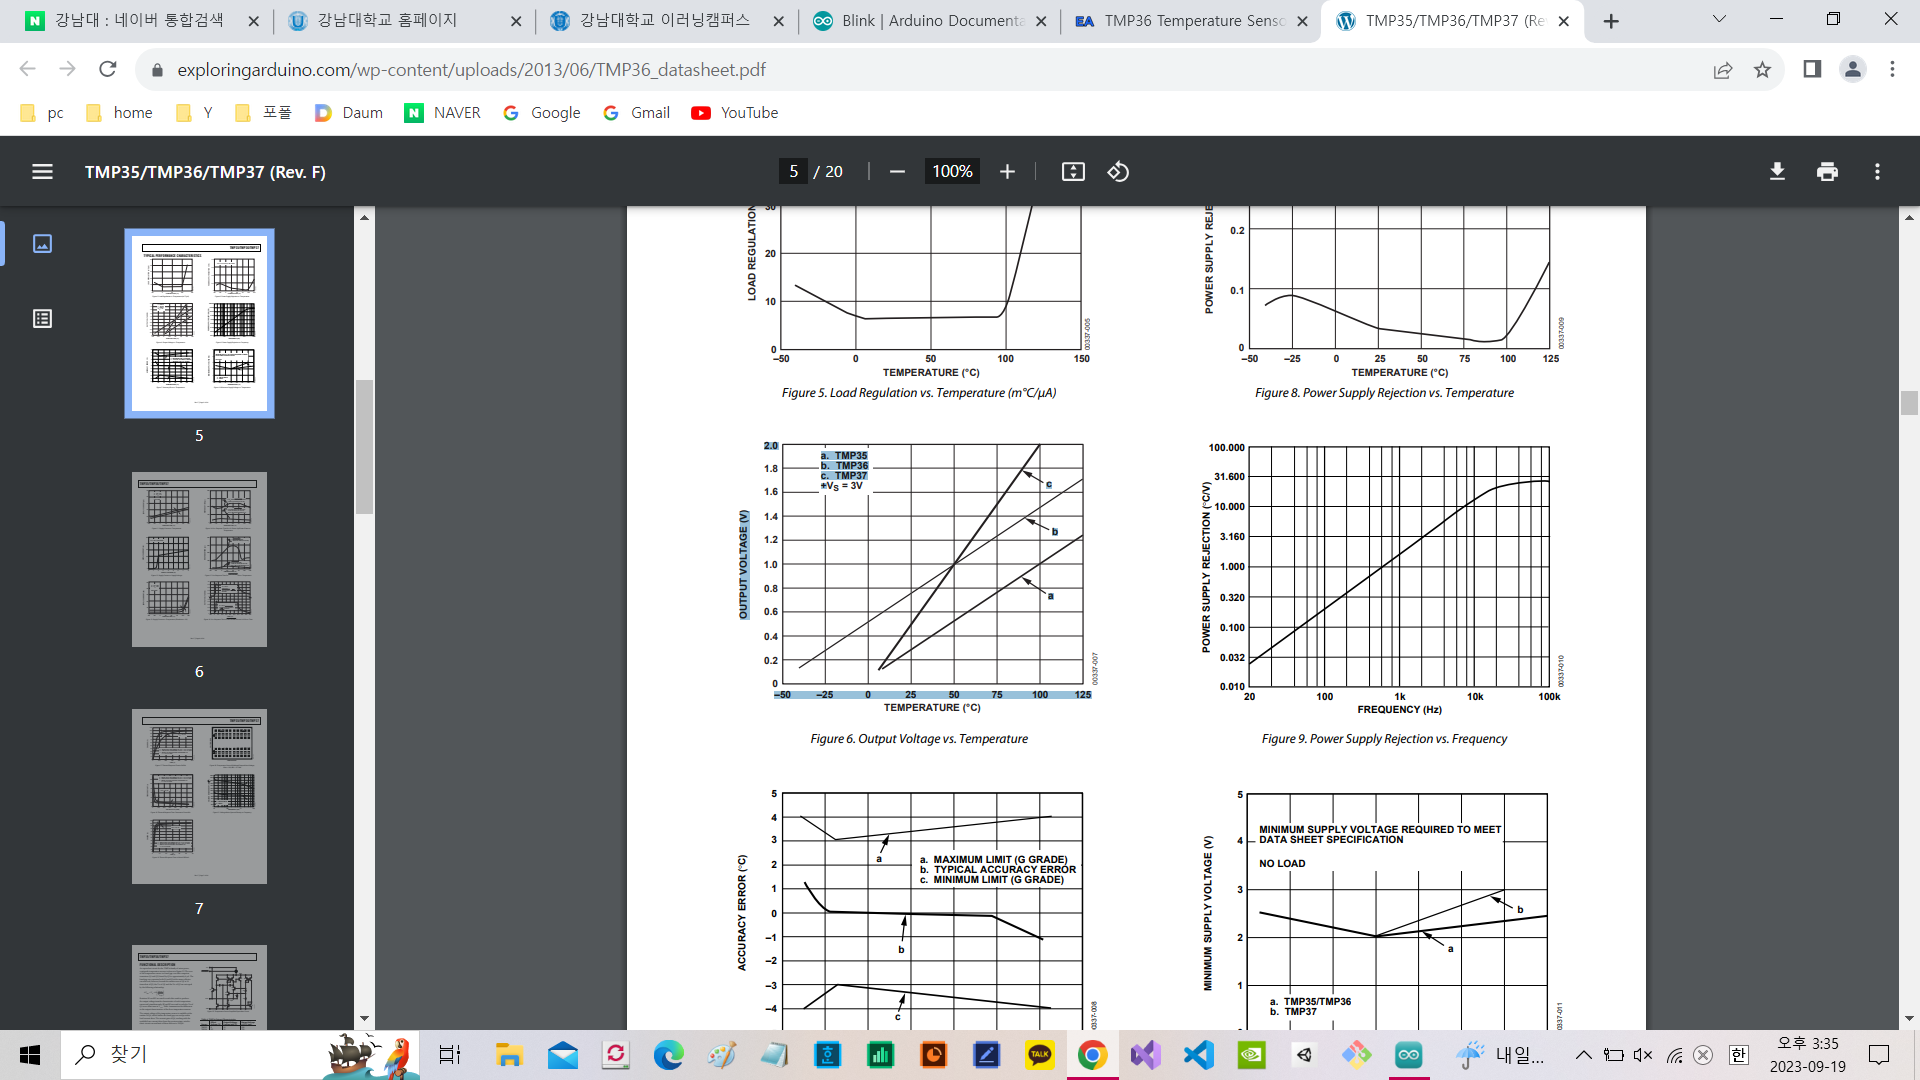 강남대 : 네이버 통합검색
강남대학교 홈페이지
강남대학교 이러닝캠퍼스
Blink | Arduino Documenta
TMP36 Temperature Senso
TMP35/TMP36/TMP37 (Re
exploringarduino.com/wp-content/uploads/2013/06/TMP36_datasheet.pdf
pc
home
Y
포폴
Daum
NAVER
Google
Gmail
YouTube
TMP35/TMP36/TMP37 (Rev. F)
5 / 20
100%
5
6
7
LOAD REGULATION
30
20
10
0
-50 0 50 100 150
TEMPERATURE (°C)
00337-005
Figure 5. Load Regulation vs. Temperature (m°C/µA)
POWER SUPPLY REJE
0.2
0.1
0
-50 -25 0 25 50 75 100 125
TEMPERATURE (°C)
00337-009
Figure 8. Power Supply Rejection vs. Temperature
OUTPUT VOLTAGE (V)
2.0
1.8
1.6
1.4
1.2
1.0
0.8
0.6
0.4
0.2
0
a. TMP35
b. TMP36
c. TMP37
*VS = 3V
c
b
a
-50 -25 0 25 50 75 100 125
TEMPERATURE (°C)
00337-007
Figure 6. Output Voltage vs. Temperature
POWER SUPPLY REJECTION (°C/V)
100.000
31.600
10.000
3.160
1.000
0.320
0.100
0.032
0.010
20 100 1k 10k 100k
FREQUENCY (Hz)
00337-010
Figure 9. Power Supply Rejection vs. Frequency
ACCURACY ERROR (°C)
5
4
3
2
1
0
-1
-2
-3
-4
a
a. MAXIMUM LIMIT (G GRADE)
b. TYPICAL ACCURACY ERROR
c. MINIMUM LIMIT (G GRADE)
b
c
MINIMUM SUPPLY VOLTAGE (V)
5
4
3
2
1
MINIMUM SUPPLY VOLTAGE REQUIRED TO MEET
DATA SHEET SPECIFICATION
NO LOAD
b
a
a. TMP35/TMP36
b. TMP37
찾기
TALK
내일...
한
오후 3:35
2023-09-19